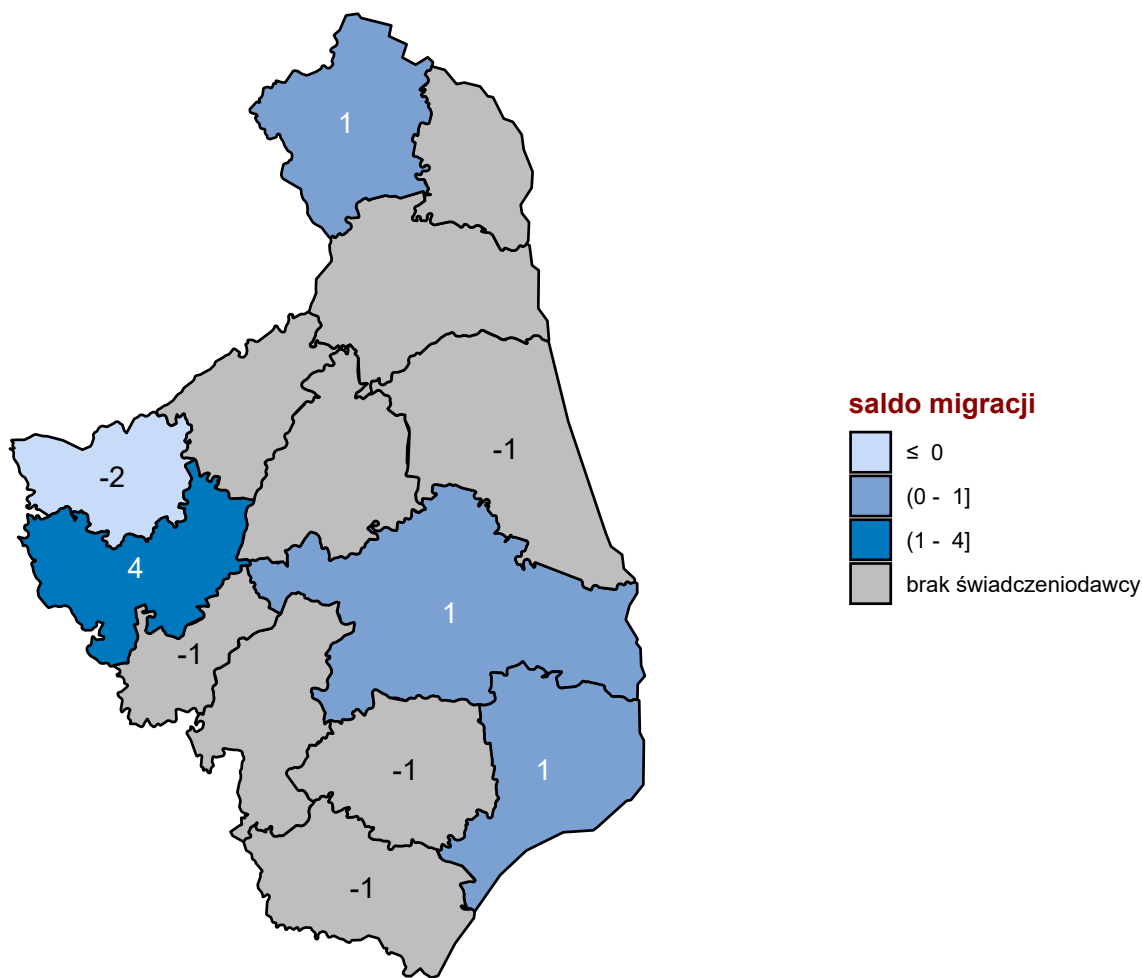 1
saldo migracji
≤ 0
-1
-2
(0 - 1]
(1 - 4]
4
brak świadczeniodawcy
1
-1
-1
1
-1